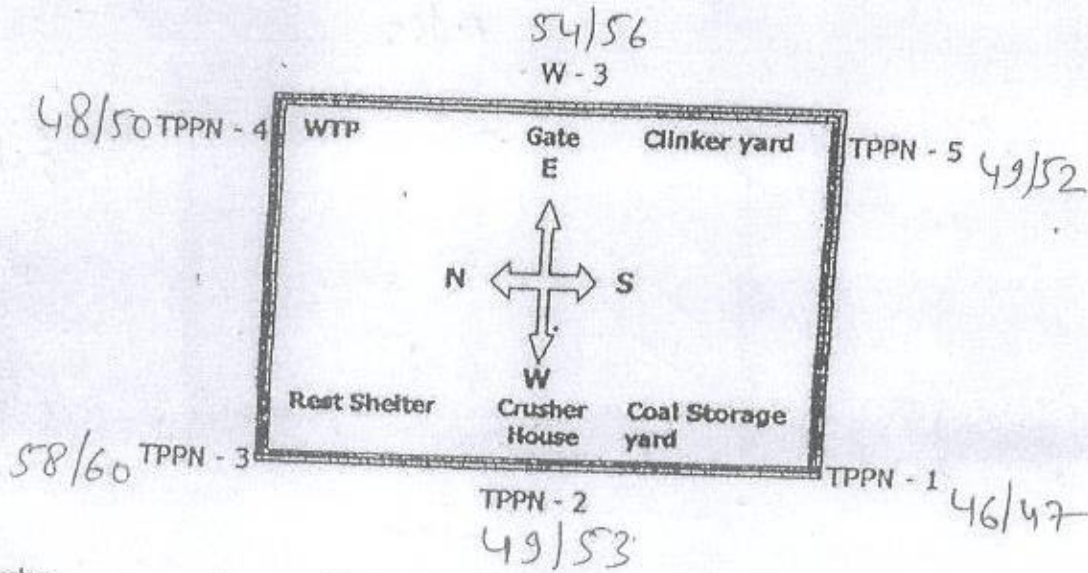 54/56
W - 3
48/50 TPPN - 4
WTP
Gate
Clinker yard
TPPN - 5 49/52
E
N
S
W
Rest Shelter
Crusher House
Coal Storage yard
58/60 TPPN - 3
TPPN - 1 46/47
TPPN - 2
49/53